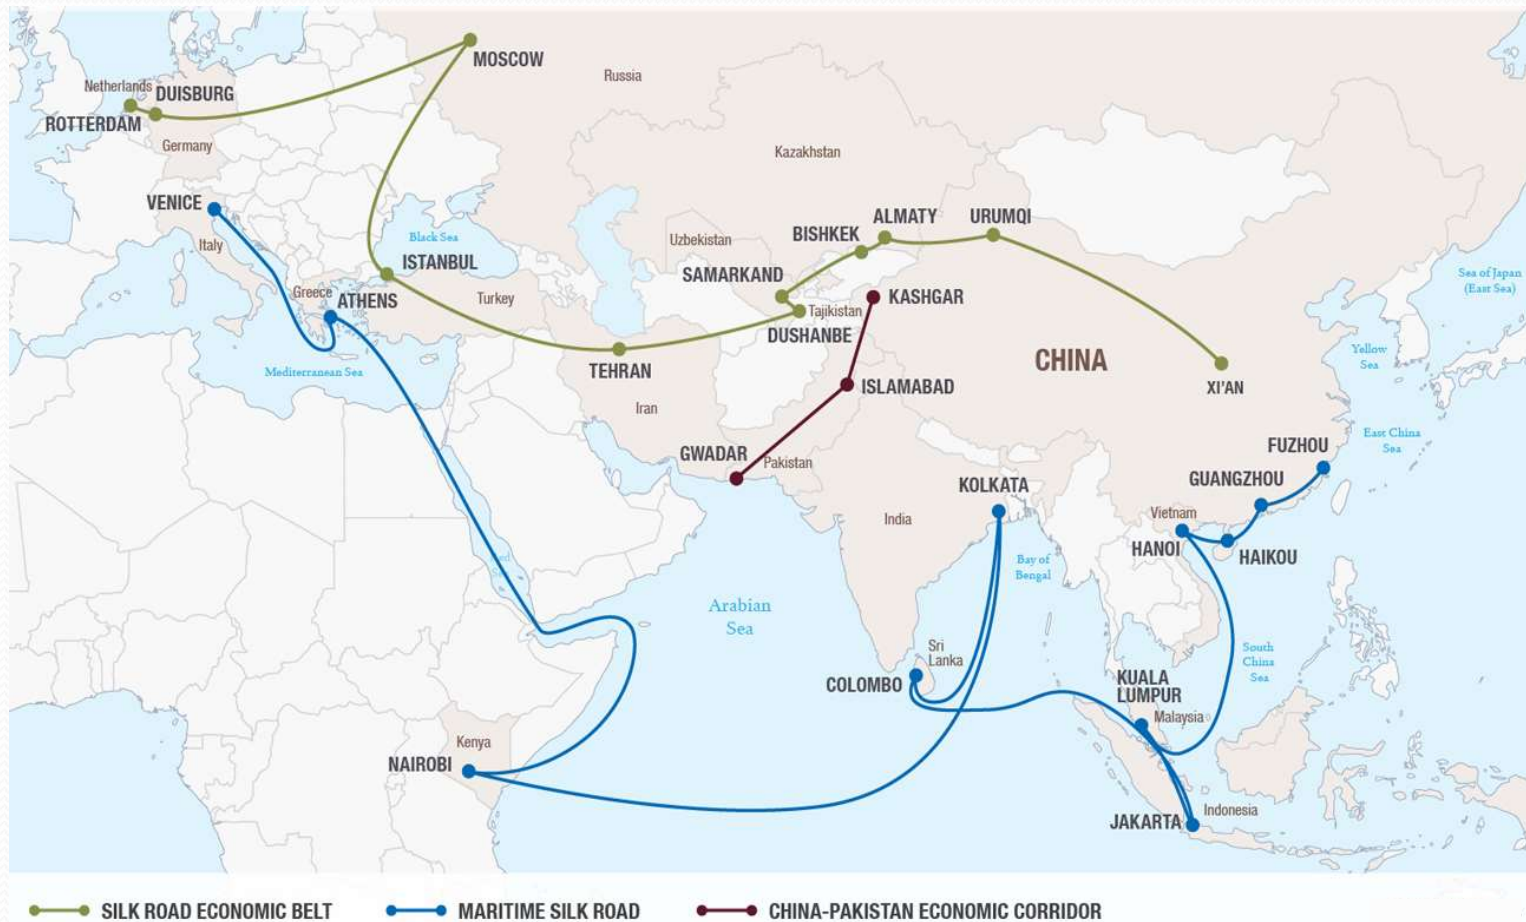 MOSCOW
Russia
Netherlands
DUISBURG
ROTTERDAM
Germany
Kazakhstan
VENICE
ALMATY
URUMQI
BISHKEK
Black Sea
Uzbekistan
Italy
ISTANBUL
SAMARKAND
Sea of Japan
(East Sea)
Greece
ATHENS
Turkey
KASHGAR
Tajikistan
DUSHANBE
Yellow
Sea
CHINA
Mediterranean Sea
TEHRAN
ISLAMABAD
XI'AN
Iran
East China
Sea
FUZHOU
GWADAR
Pakistan
GUANGZHOU
KOLKATA
India
Vietnam
HANOI
HAIKOU
Bay of
Bengal
Arabian
Sea
Sri
Lanka
South
China
Sea
COLOMBO
KUALA
LUMPUR
Malaysia
Kenya
NAIROBI
JAKARTA
Indonesia
SILK ROAD ECONOMIC BELT
MARITIME SILK ROAD
CHINA-PAKISTAN ECONOMIC CORRIDOR